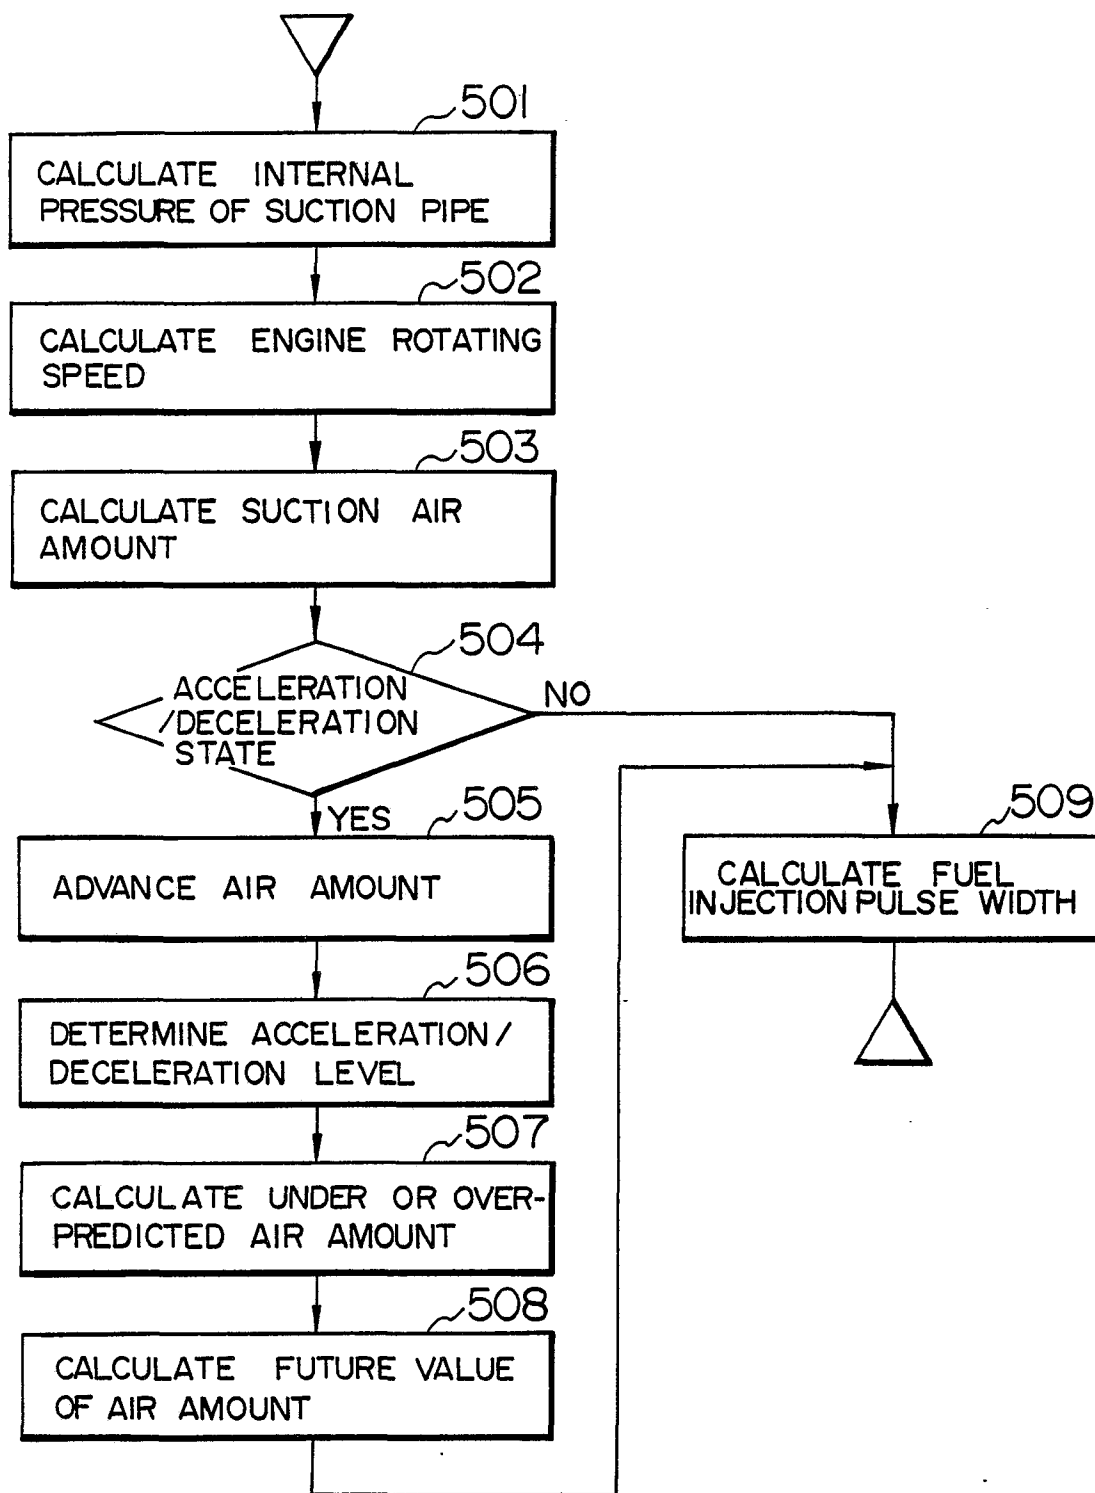 501
CALCULATE INTERNAL
PRESSURE OF SUCTION PIPE
502
CALCULATE ENGINE ROTATING
SPEED
503
CALCULATE SUCTION AIR
AMOUNT
504
ACCELERATION
/DECELERATION
STATE
NO
YES
505
ADVANCE AIR AMOUNT
506
DETERMINE ACCELERATION/
DECELERATION LEVEL
507
CALCULATE UNDER OR OVER-
PREDICTED AIR AMOUNT
508
CALCULATE FUTURE VALUE
OF AIR AMOUNT
509
CALCULATE FUEL
INJECTION PULSE WIDTH